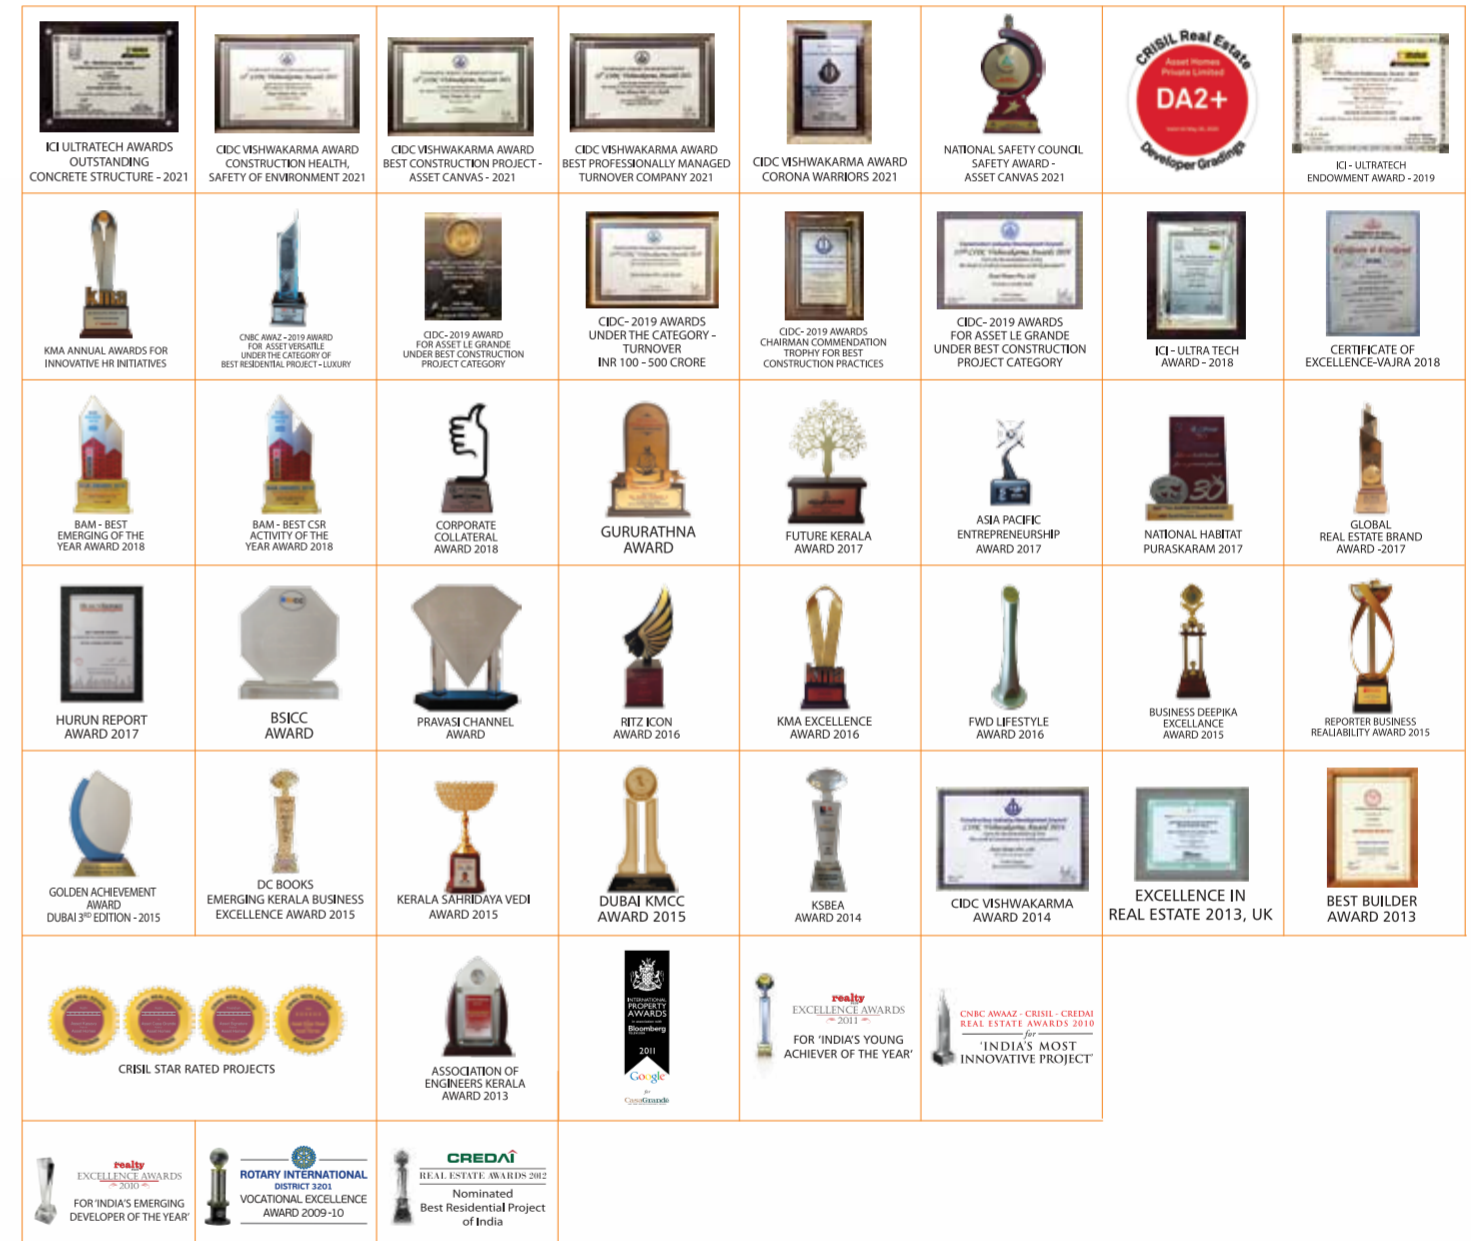 ICI ULTRATECH AWARDS
OUTSTANDING
CONCRETE STRUCTURE - 2021
CIDC VISHWAKARMA AWARD
CONSTRUCTION HEALTH,
SAFETY OF ENVIRONMENT 2021
CIDC VISHWAKARMA AWARD
BEST CONSTRUCTION PROJECT -
ASSET CANVAS - 2021
CIDC VISHWAKARMA AWARD
BEST PROFESSIONALLY MANAGED
TURNOVER COMPANY 2021
CIDC VISHWAKARMA AWARD
CORONA WARRIORS 2021
NATIONAL SAFETY COUNCIL
SAFETY AWARD -
ASSET CANVAS 2021
CRISIL Real Estate
Asset Homes
Private Limited
DA2+
Developer Gradings
ICI - ULTRATECH
ENDOWMENT AWARD - 2019
kma
KMA ANNUAL AWARDS FOR
INNOVATIVE HR INITIATIVES
CNBC AWAZ - 2019 AWARD
FOR ASSET VERSATILE
UNDER THE CATEGORY OF
BEST RESIDENTIAL PROJECT - LUXURY
CIDC- 2019 AWARD
FOR ASSET LE GRANDE
UNDER BEST CONSTRUCTION
PROJECT CATEGORY
CIDC- 2019 AWARDS
UNDER THE CATEGORY -
TURNOVER
INR 100 - 500 CRORE
CIDC- 2019 AWARDS
CHAIRMAN COMMENDATION
TROPHY FOR BEST
CONSTRUCTION PRACTICES
CIDC- 2019 AWARDS
FOR ASSET LE GRANDE
UNDER BEST CONSTRUCTION
PROJECT CATEGORY
ICI - ULTRA TECH
AWARD - 2018
CERTIFICATE OF
EXCELLENCE-VAJRA 2018
BAM - BEST
EMERGING OF THE
YEAR AWARD 2018
BAM - BEST CSR
ACTIVITY OF THE
YEAR AWARD 2018
CORPORATE
COLLATERAL
AWARD 2018
GURURATHNA
AWARD
FUTURE KERALA
AWARD 2017
ASIA PACIFIC
ENTREPRENEURSHIP
AWARD 2017
NATIONAL HABITAT
PURASKARAM 2017
GLOBAL
REAL ESTATE BRAND
AWARD -2017
HURUN REPORT
AWARD 2017
BSICC
AWARD
PRAVASI CHANNEL
AWARD
RITZ ICON
AWARD 2016
KMA EXCELLENCE
AWARD 2016
FWD LIFESTYLE
AWARD 2016
BUSINESS DEEPIKA
EXCELLANCE
AWARD 2015
REPORTER BUSINESS
REALIABILITY AWARD 2015
GOLDEN ACHIEVEMENT
AWARD
DUBAI 3RD EDITION - 2015
DC BOOKS
EMERGING KERALA BUSINESS
EXCELLENCE AWARD 2015
KERALA SAHRIDAYA VEDI
AWARD 2015
DUBAI KMCC
AWARD 2015
KSBEA
AWARD 2014
CIDC VISHWAKARMA
AWARD 2014
EXCELLENCE IN
REAL ESTATE 2013, UK
BEST BUILDER
AWARD 2013
CRISIL STAR RATED PROJECTS
ASSOCIATION OF
ENGINEERS KERALA
AWARD 2013
INTERNATIONAL
PROPERTY
AWARDS
Bloomberg
2011
Google
for
CasaGrande
realty
EXCELLENCE AWARDS
2011
FOR 'INDIA'S YOUNG
ACHIEVER OF THE YEAR'
CNBC AWAAZ - CRISIL - CREDAI
REAL ESTATE AWARDS 2010
for
'INDIA'S MOST
INNOVATIVE PROJECT'
realty
EXCELLENCE AWARDS
2010
FOR 'INDIA'S EMERGING
DEVELOPER OF THE YEAR'
ROTARY INTERNATIONAL
DISTRICT 3201
VOCATIONAL EXCELLENCE
AWARD 2009-10
CREDAI
REAL ESTATE AWARDS 2012
Nominated
Best Residential Project
of India